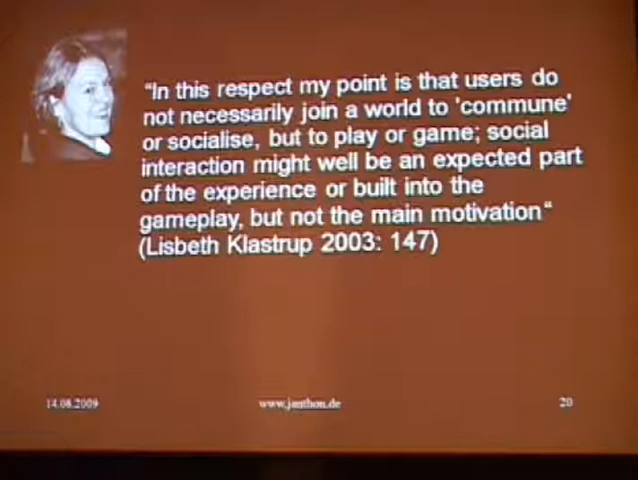 “In this respect my point is that users do
not necessarily join a world to 'commune'
or socialise, but to play or game; social
interaction might well be an expected part
of the experience or built into the
gameplay, but not the main motivation“
(Lisbeth Klastrup 2003: 147)
14.08.2009
www.janthon.de
20